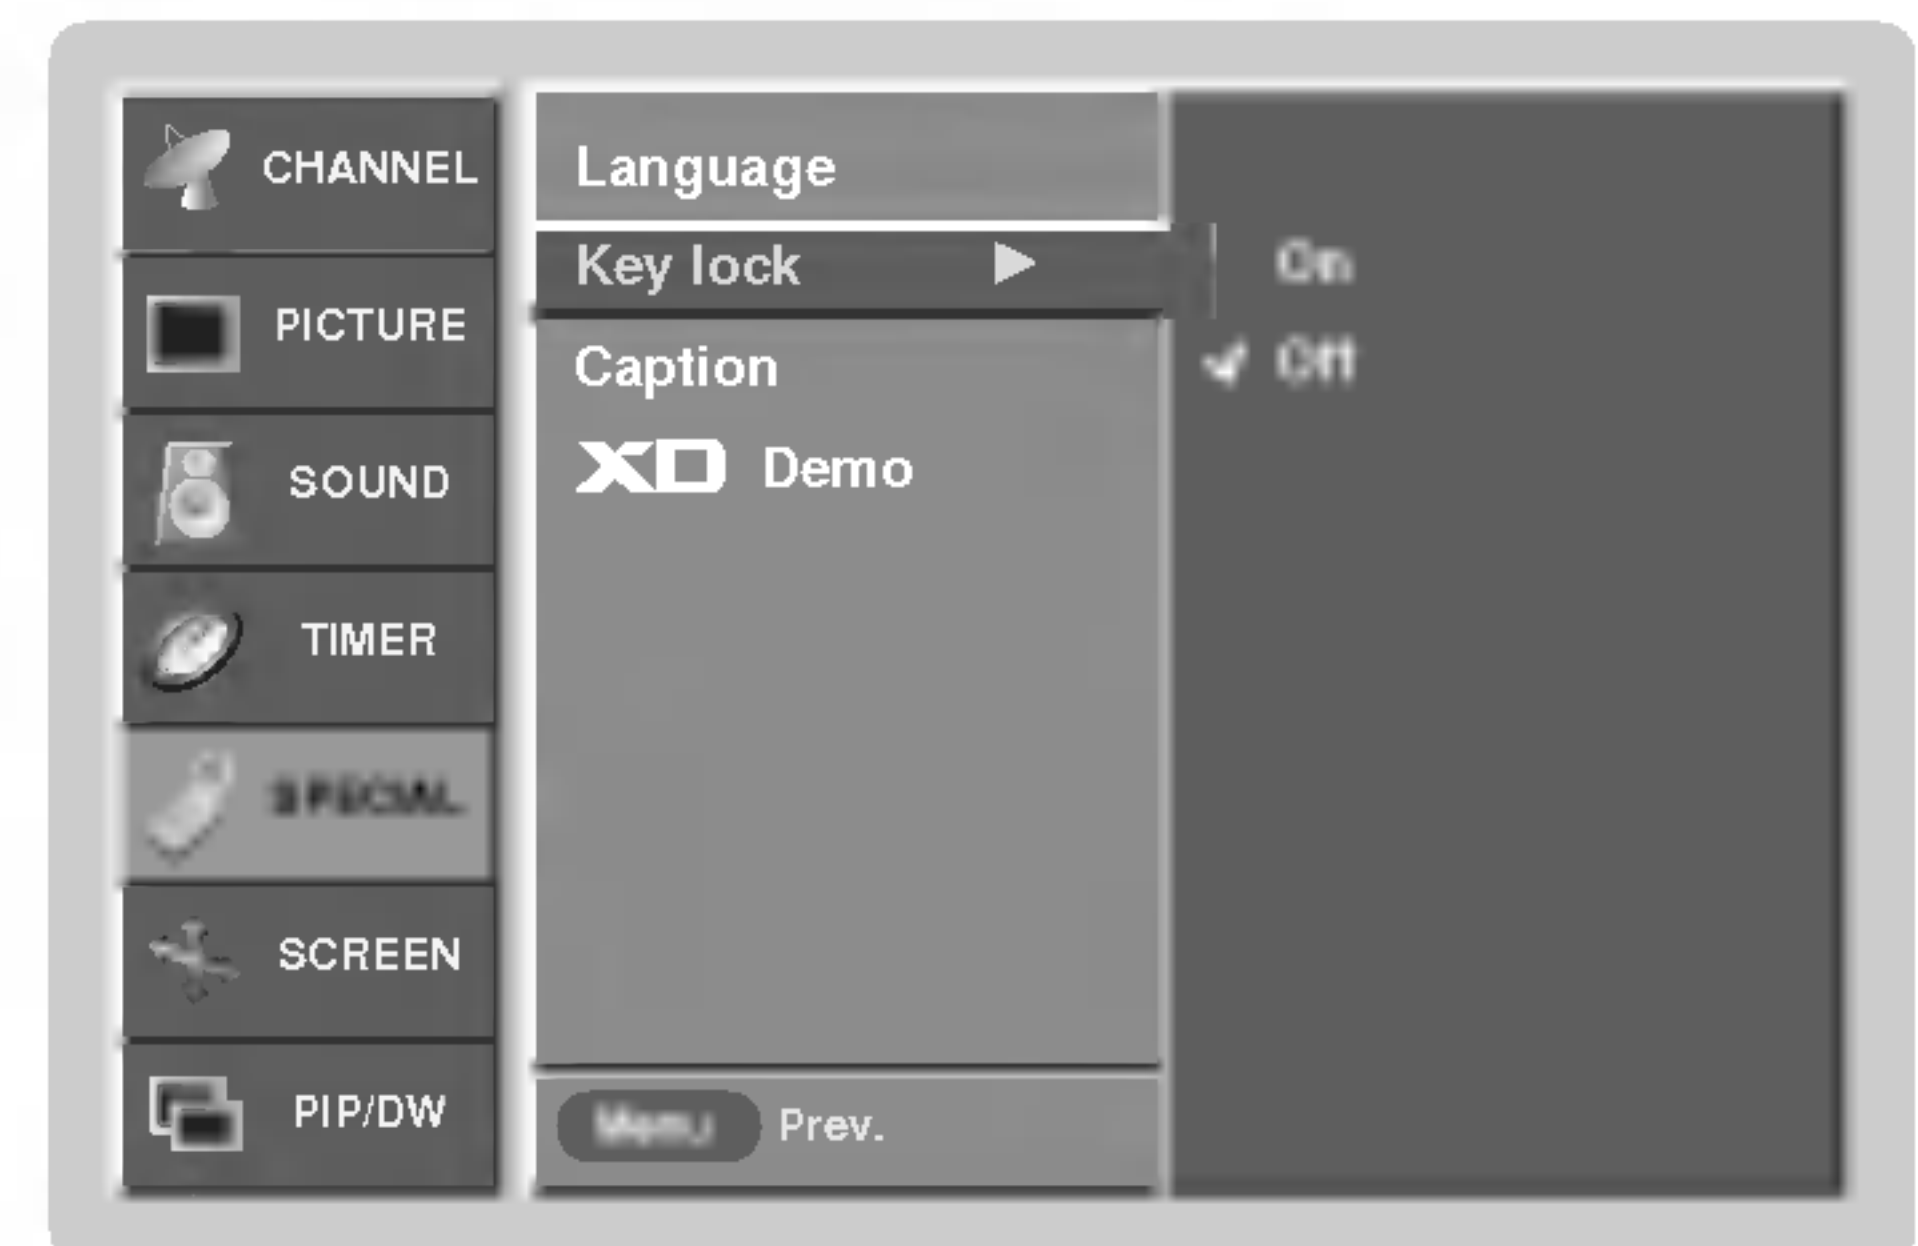 CHANNEL
PICTURE
SOUND
TIMER
SPECIAL
SCREEN
PIP/DW
Language
Key lock
Caption
XD Demo
Menu Prev.
On
Off